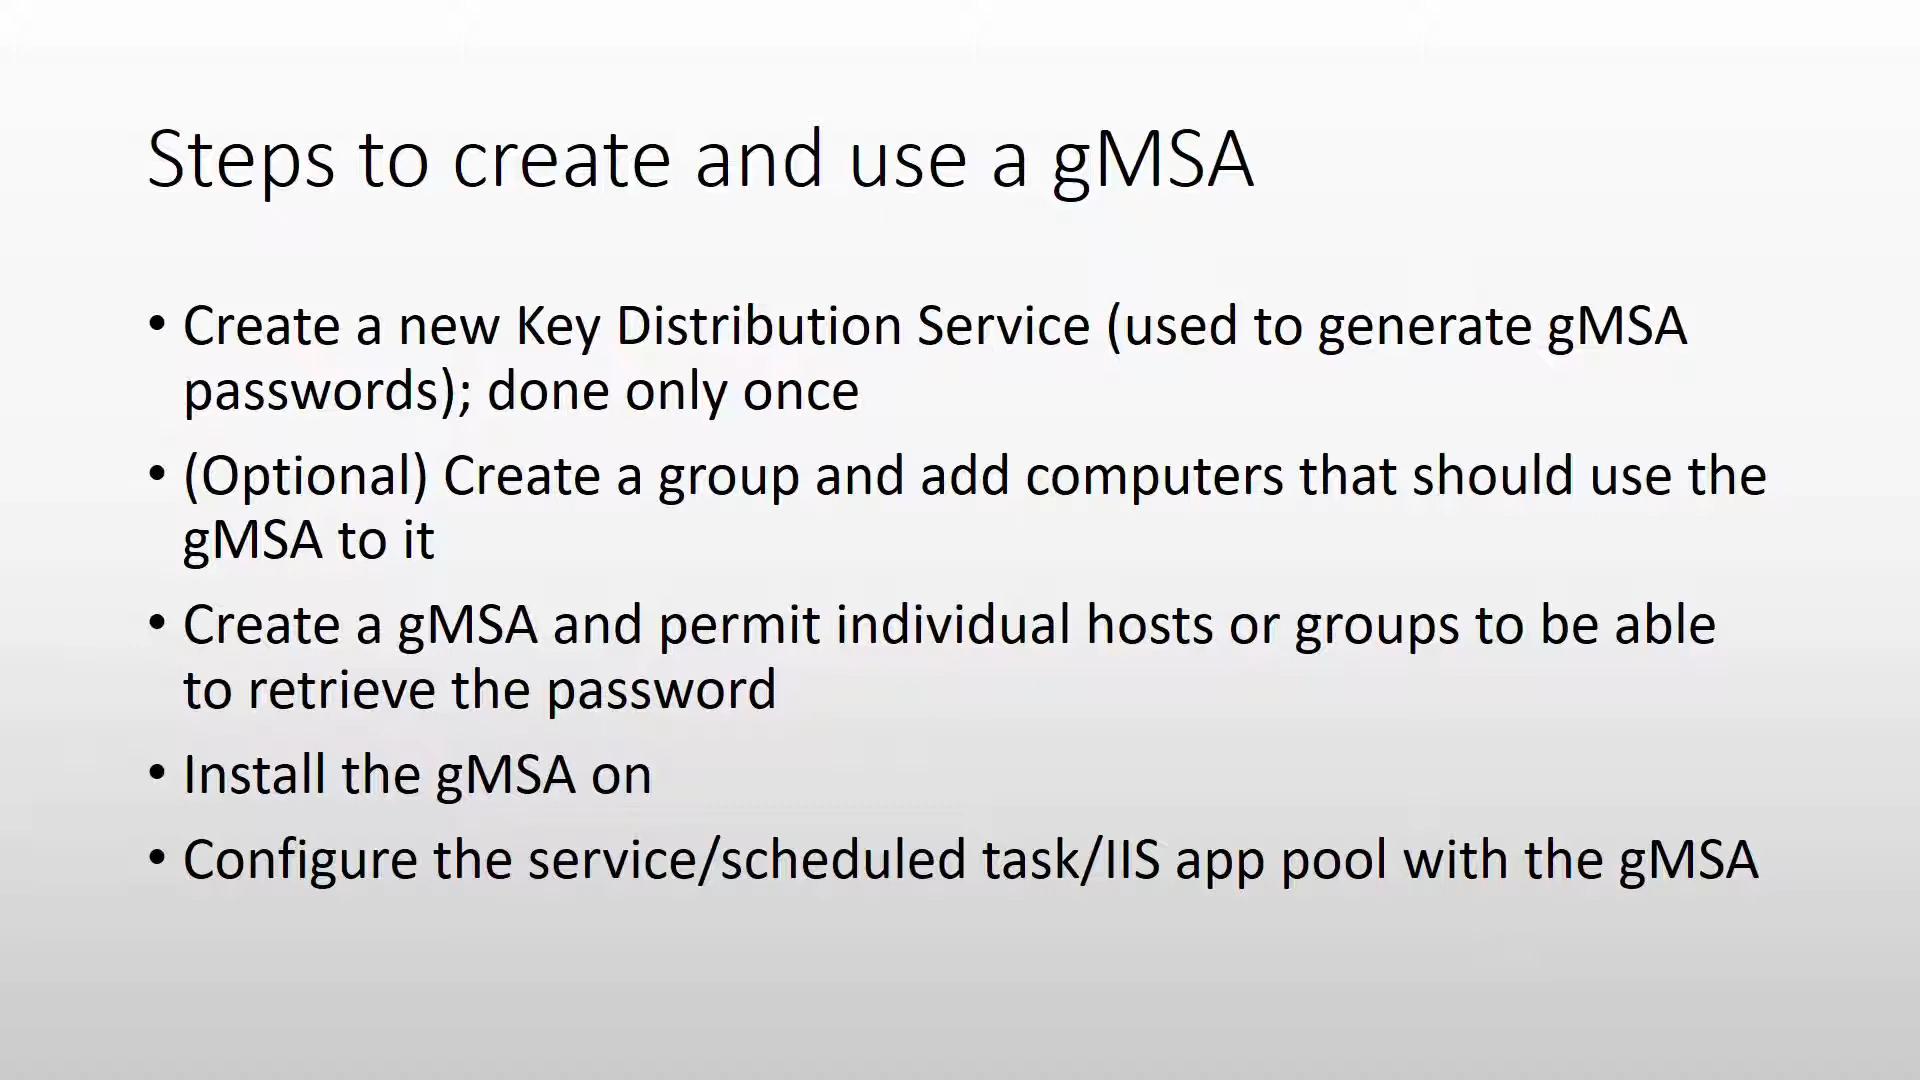 Steps to create and use a gMSA
• Create a new Key Distribution Service (used to generate gMSA
passwords); done only once
• (Optional) Create a group and add computers that should use the
gMSA to it
• Create a gMSA and permit individual hosts or groups to be able
to retrieve the password
• Install the gMSA on
• Configure the service/scheduled task/IIS app pool with the gMSA